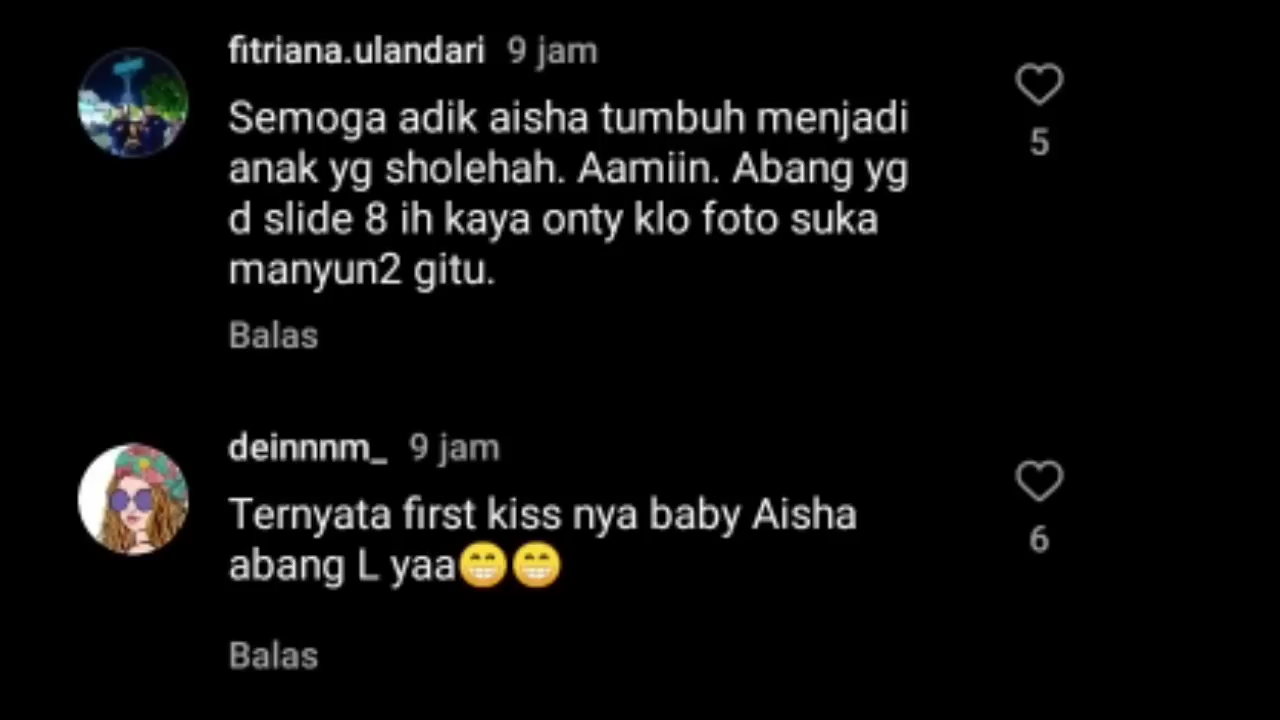 fitriana.ulandari 9 jam
Semoga adik aisha tumbuh menjadi
anak yg sholehah. Aamiin. Abang yg
d slide 8 ih kaya onty klo foto suka
manyun2 gitu.
5
Balas
deinnnm_ 9 jam
Ternyata first kiss nya baby Aisha
abang L yaa😁😁
6
Balas